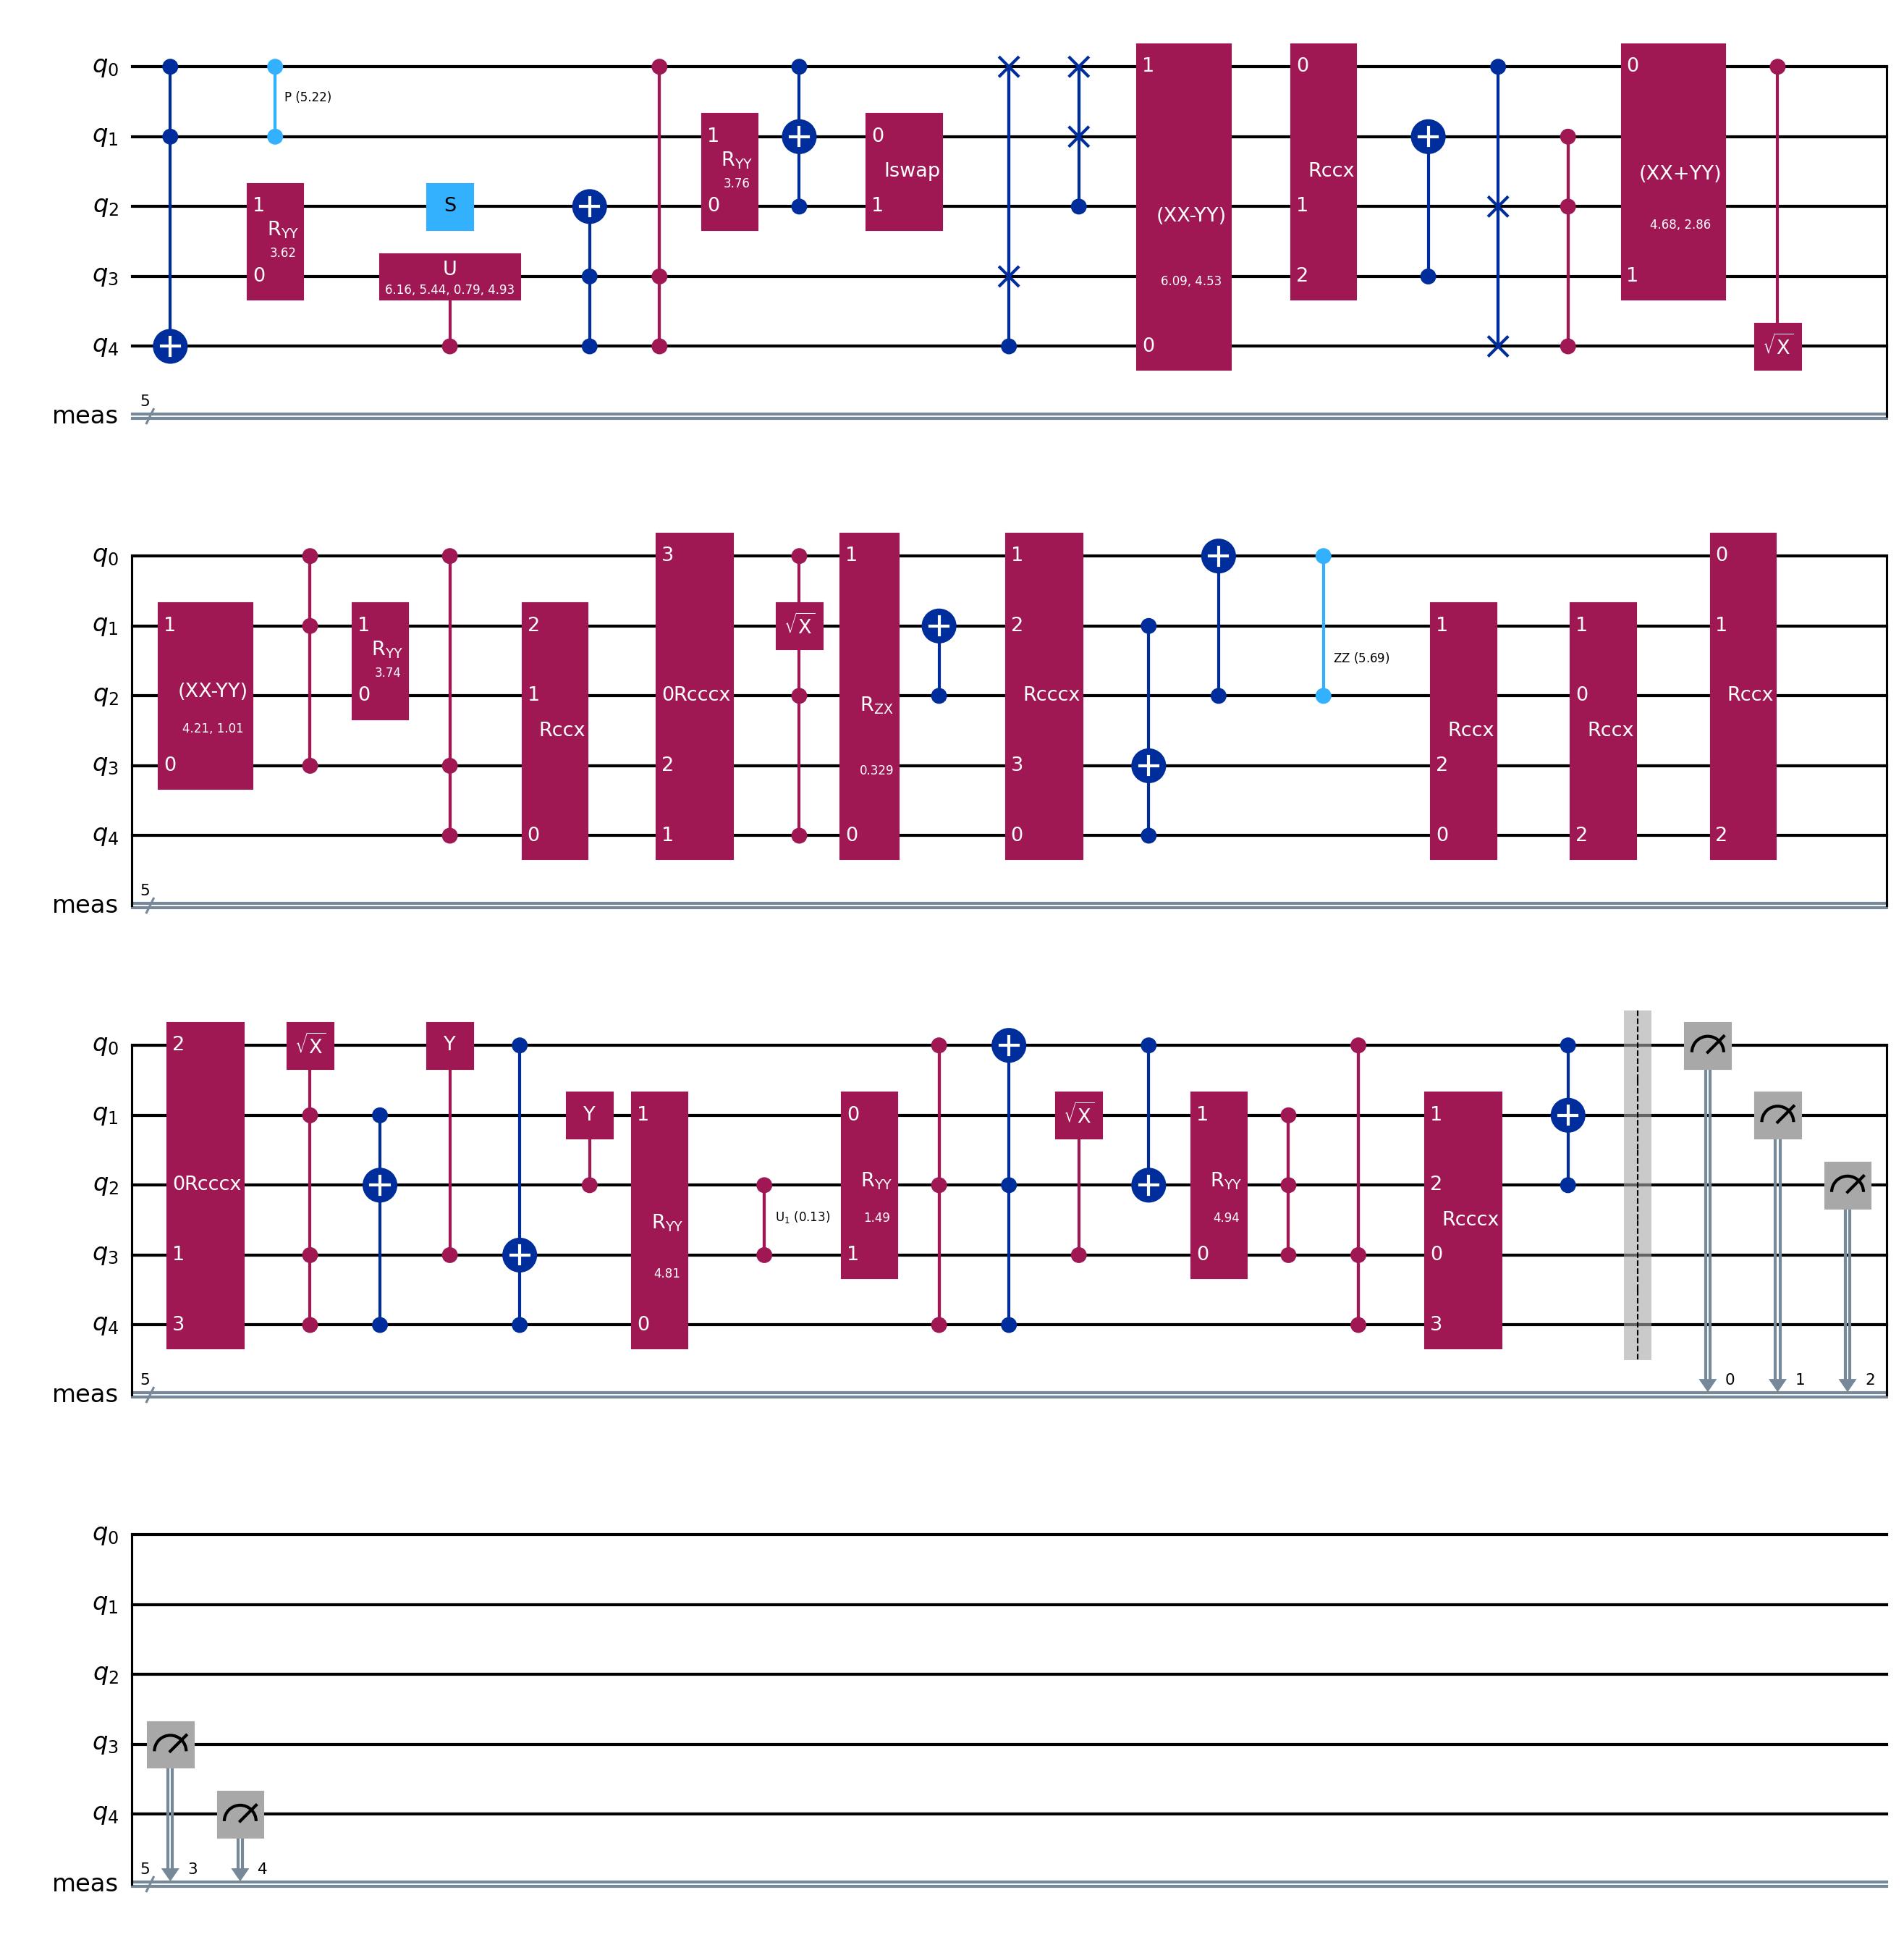 q0 1 0 0
P (5.22)
q1 1 0
RYY Iswap Rccx (XX+YY)
3.76
q2 1 S 0 1 (XX-YY) 1 4.68, 2.86
RYY
3.62 U
q3 0 6.16, 5.44, 0.79, 4.93 6.09, 4.53 2 1
q4 0 √X
5
meas
q0 3 1 1 0
q1 1 1 2 √X 2 1 1 1
RYY ZZ (5.69)
3.74
(XX-YY)
q2 0 1 0Rcccx RZX Rcccx 0 Rccx
4.21, 1.01 Rccx Rccx Rccx
q3 0 2 0.329 3 2
q4 0 1 0 0 0 2 2
5
meas
q0 2 √X Y
q1 Y 1 0 √X 1 1
q2 0Rcccx RYY RYY 2
RYY U1 (0.13) 1.49 4.94 Rcccx
q3 1 4.81 1 0 0
q4 3 0 3
5 0 1 2
meas
q0
q1
q2
q3
q4
5 3 4
meas